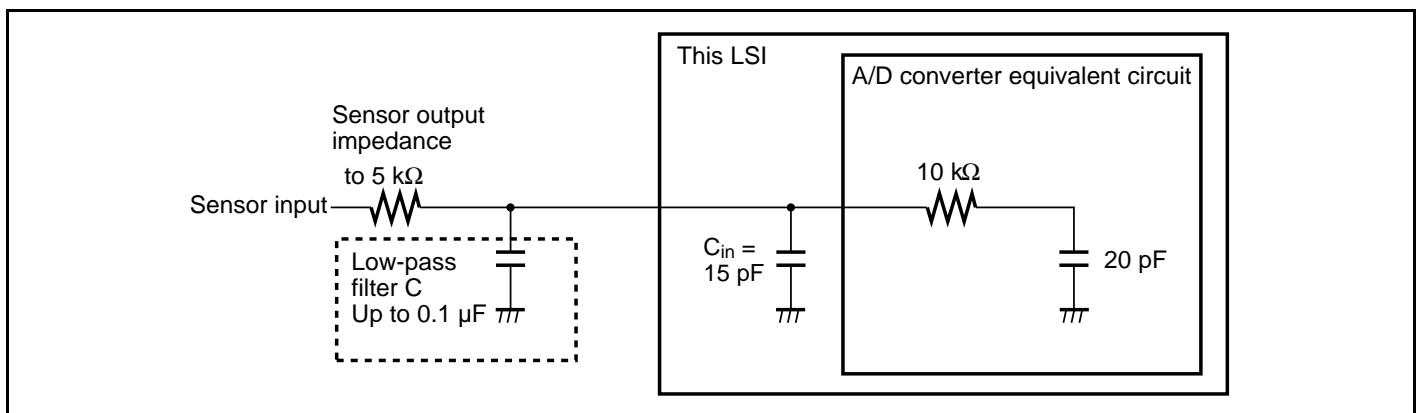 This LSI
A/D converter equivalent circuit
Sensor output
impedance
to 5 kΩ
10 kΩ
Sensor input
Low-pass
filter C
Up to 0.1 µF
Cin =
15 pF
20 pF